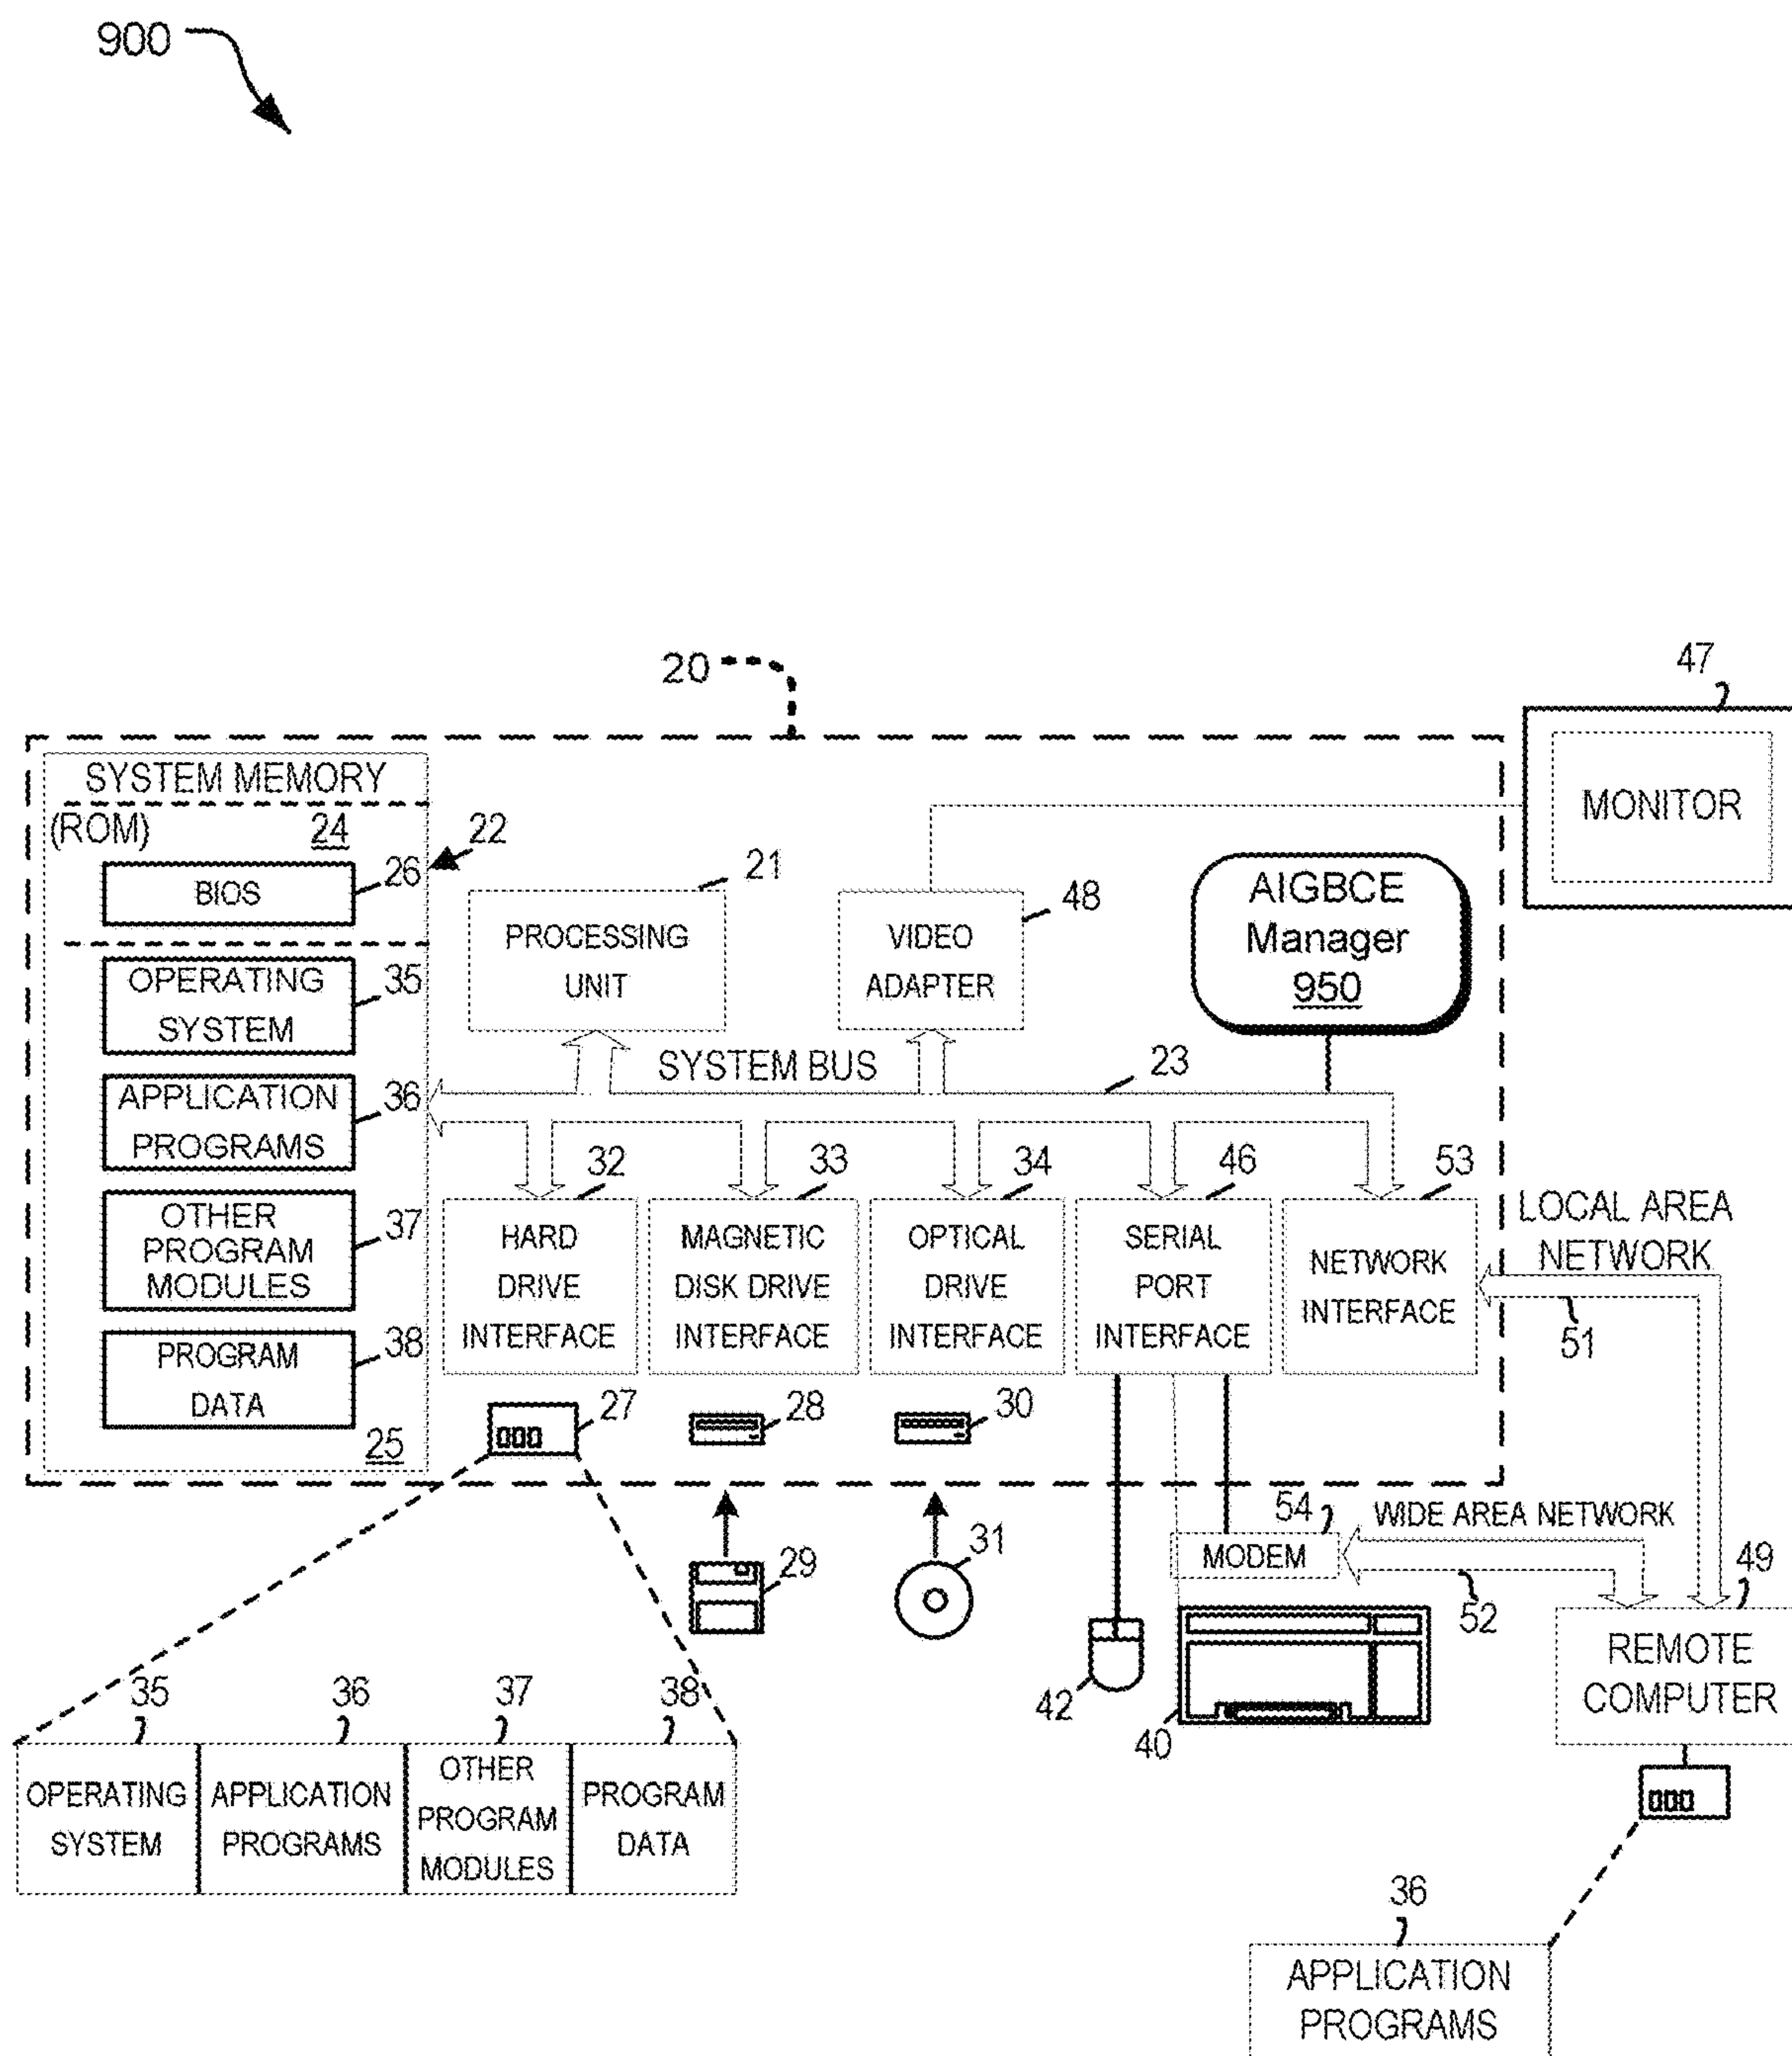 900
20
47
SYSTEM MEMORY
(ROM)
24
22
BIOS
26
OPERATING
SYSTEM
35
APPLICATION
PROGRAMS
36
OTHER
PROGRAM
MODULES
37
PROGRAM
DATA
38
25
21
PROCESSING
UNIT
48
VIDEO
ADAPTER
AIGBCE
Manager
950
MONITOR
SYSTEM BUS
23
32
HARD
DRIVE
INTERFACE
33
MAGNETIC
DISK DRIVE
INTERFACE
34
OPTICAL
DRIVE
INTERFACE
46
SERIAL
PORT
INTERFACE
53
NETWORK
INTERFACE
LOCAL AREA
NETWORK
51
27
28
30
29
31
54
MODEM
WIDE AREA NETWORK
52
49
REMOTE
COMPUTER
42
40
35
OPERATING
SYSTEM
36
APPLICATION
PROGRAMS
37
OTHER
PROGRAM
MODULES
38
PROGRAM
DATA
36
APPLICATION
PROGRAMS